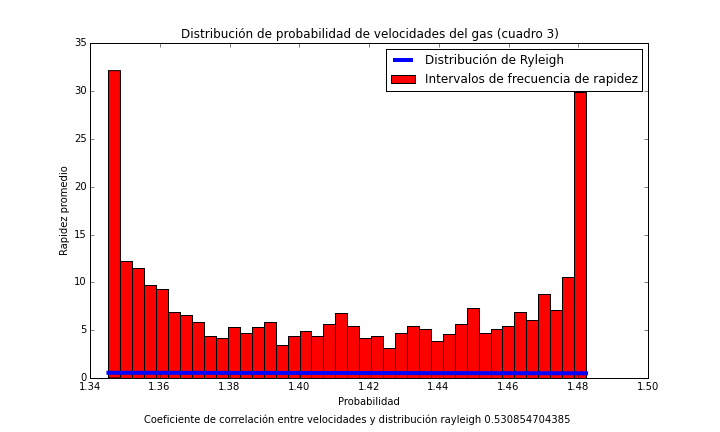 Distribución de probabilidad de velocidades del gas (cuadro 3)
Distribución de Ryleigh
Intervalos de frecuencia de rapidez
35
30
25
20
15
10
5
0
Rapidez promedio
1.34 1.36 1.38 1.40 1.42 1.44 1.46 1.48 1.50
Probabilidad
Coeficiente de correlación entre velocidades y distribución rayleigh 0.530854704385